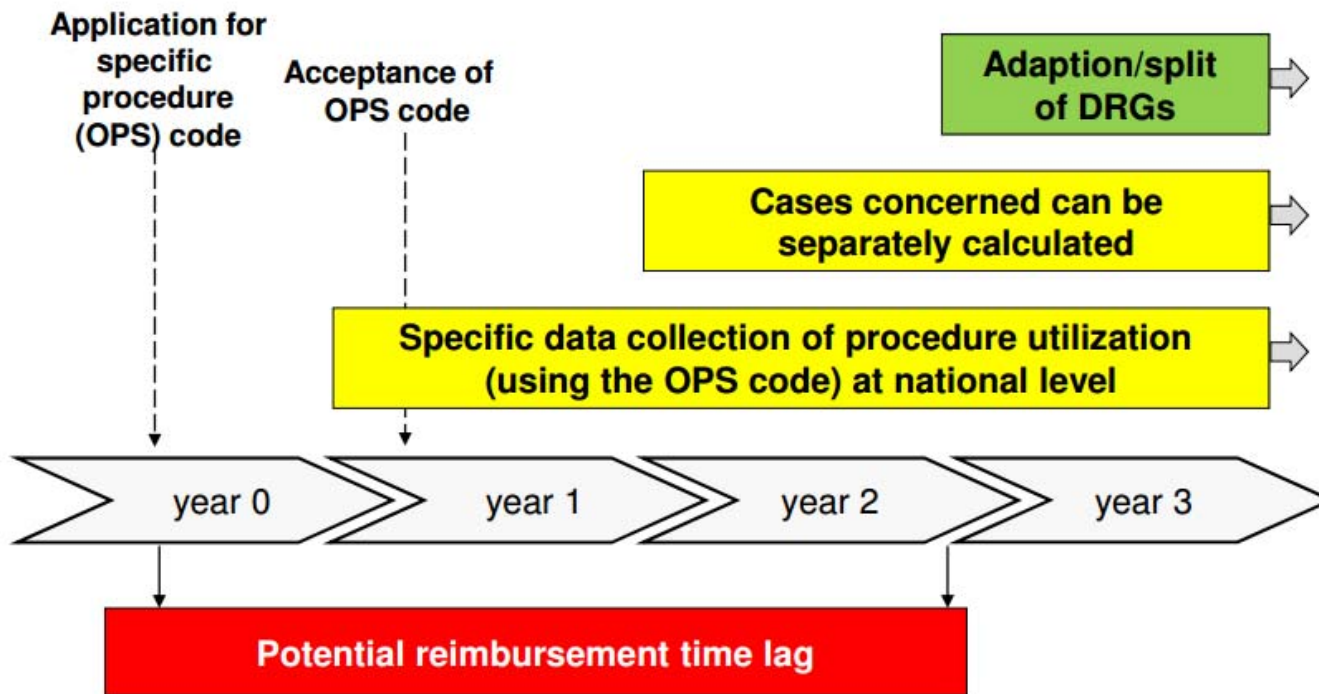 Application for
specific
procedure
(OPS) code
Acceptance of
OPS code
Adaption/split
of DRGs
Cases concerned can be
separately calculated
Specific data collection of procedure utilization
(using the OPS code) at national level
year 0
year 1
year 2
year 3
Potential reimbursement time lag